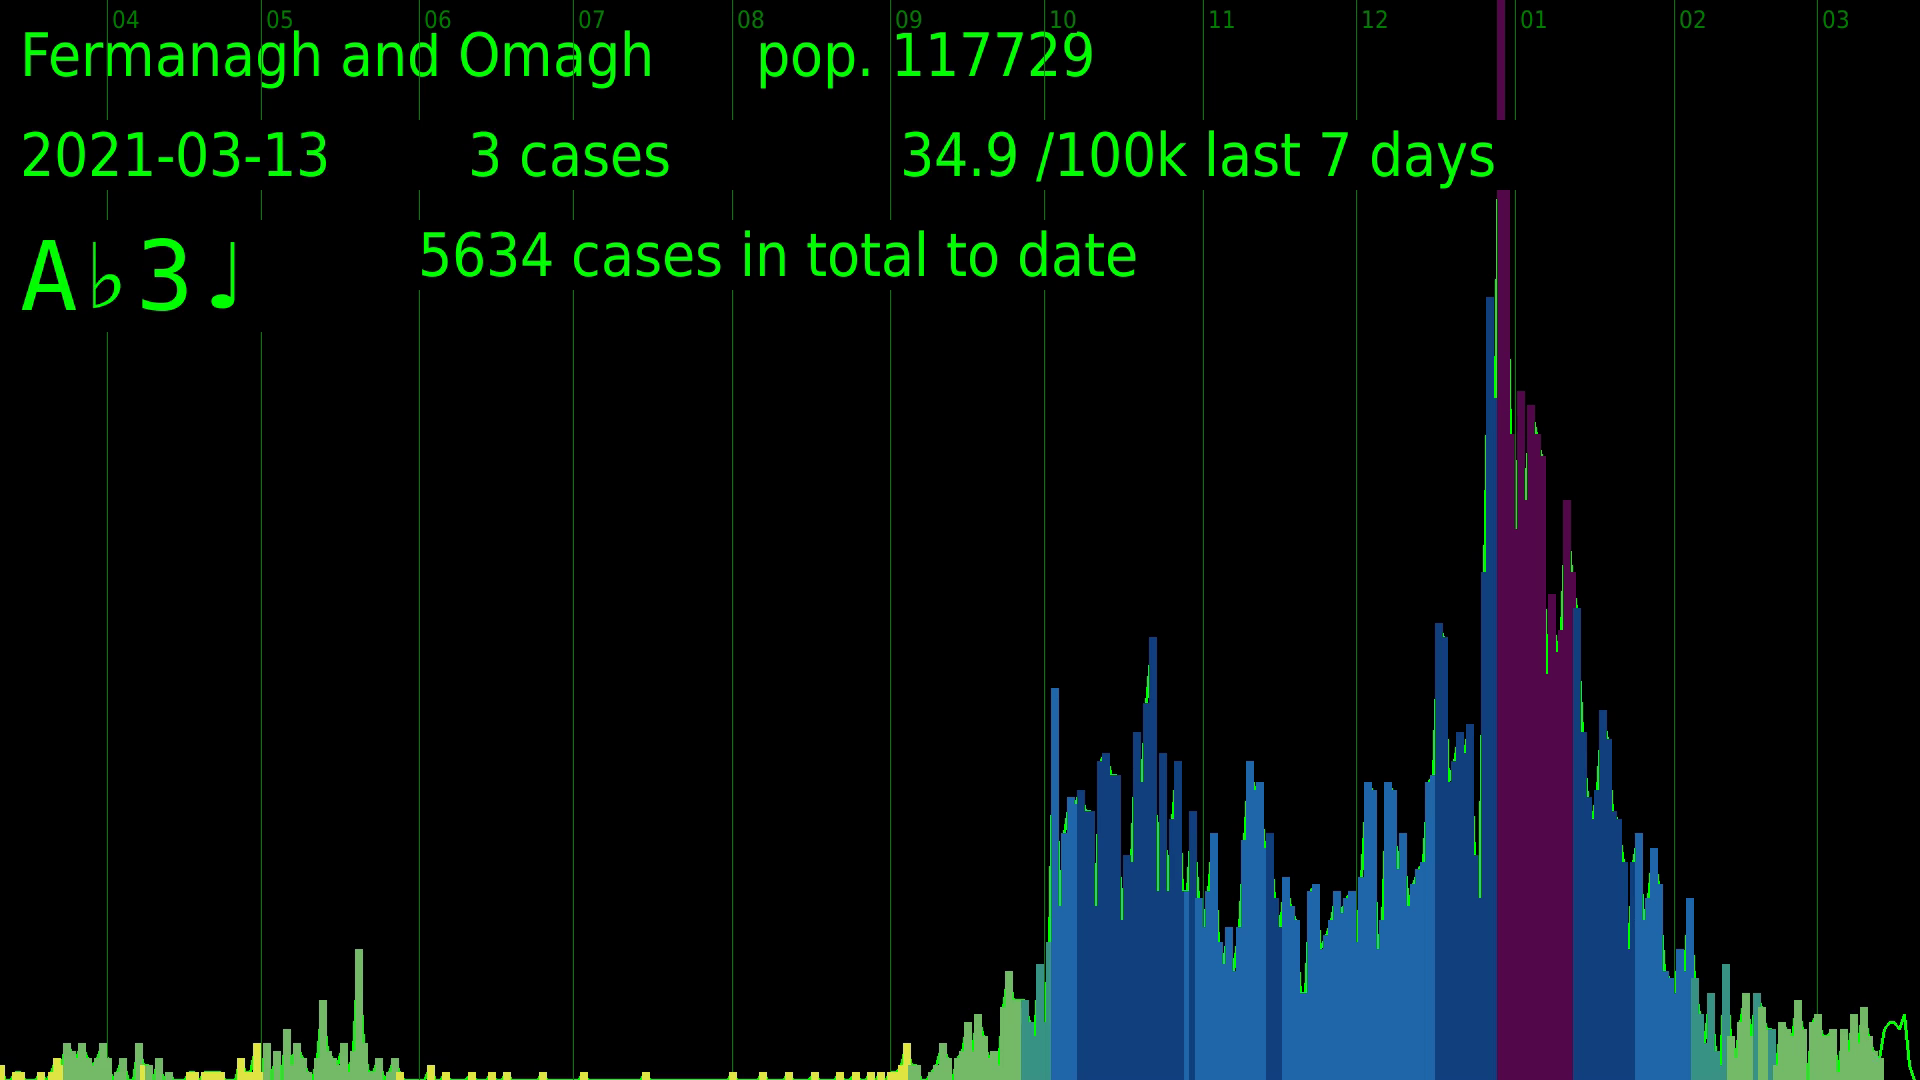 04 05 06 07 08 09 10 11 12 01 02 03
Fermanagh and Omagh pop. 117729
2021-03-13 3 cases 34.9 /100k last 7 days
A♭3♩ 5634 cases in total to date